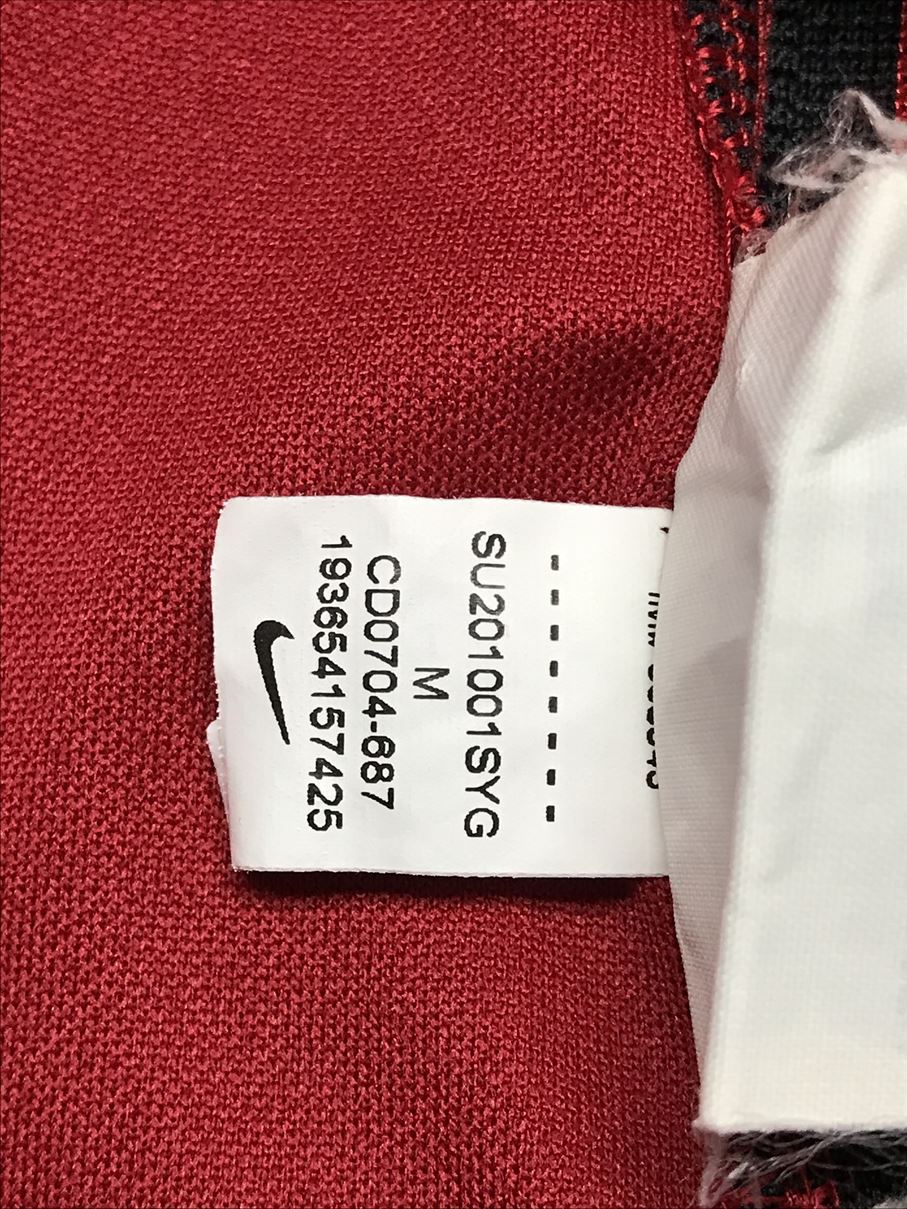 ------
SU201001SYG
M
CD0704-687
193654157425